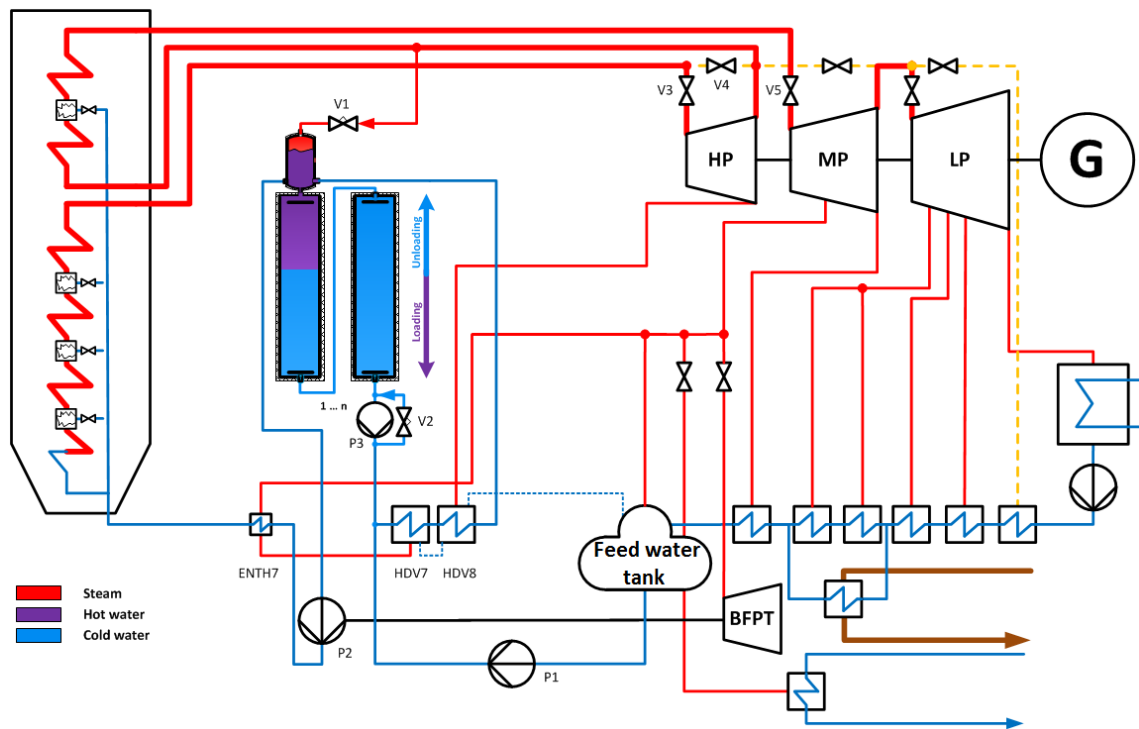 V1
V3
V4
V5
HP
MP
LP
G
Unloading
Loading
1 ... n
P3
V2
ENTH7
HDV7
HDV8
Feed water
tank
BFPT
P2
P1
Steam
Hot water
Cold water